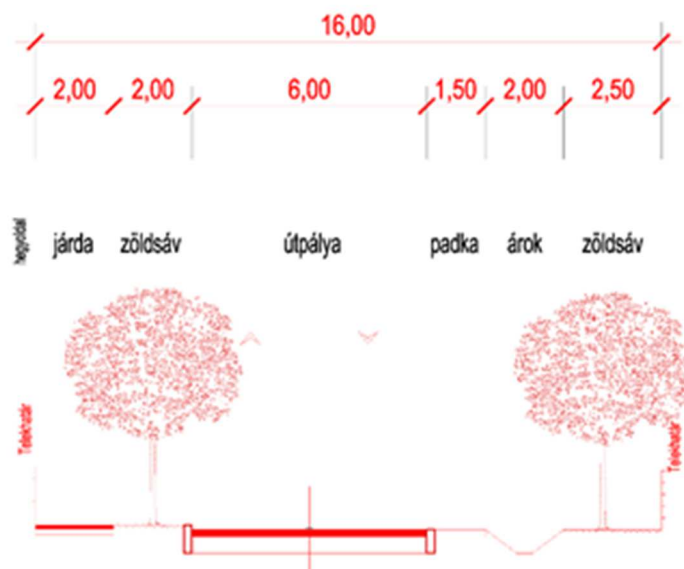 16,00
2,00 2,00 6,00 1,50 2,00 2,50
hegyoldal járda zöldsáv útpálya padka árok zöldsáv
Telekhatár Telekhatár